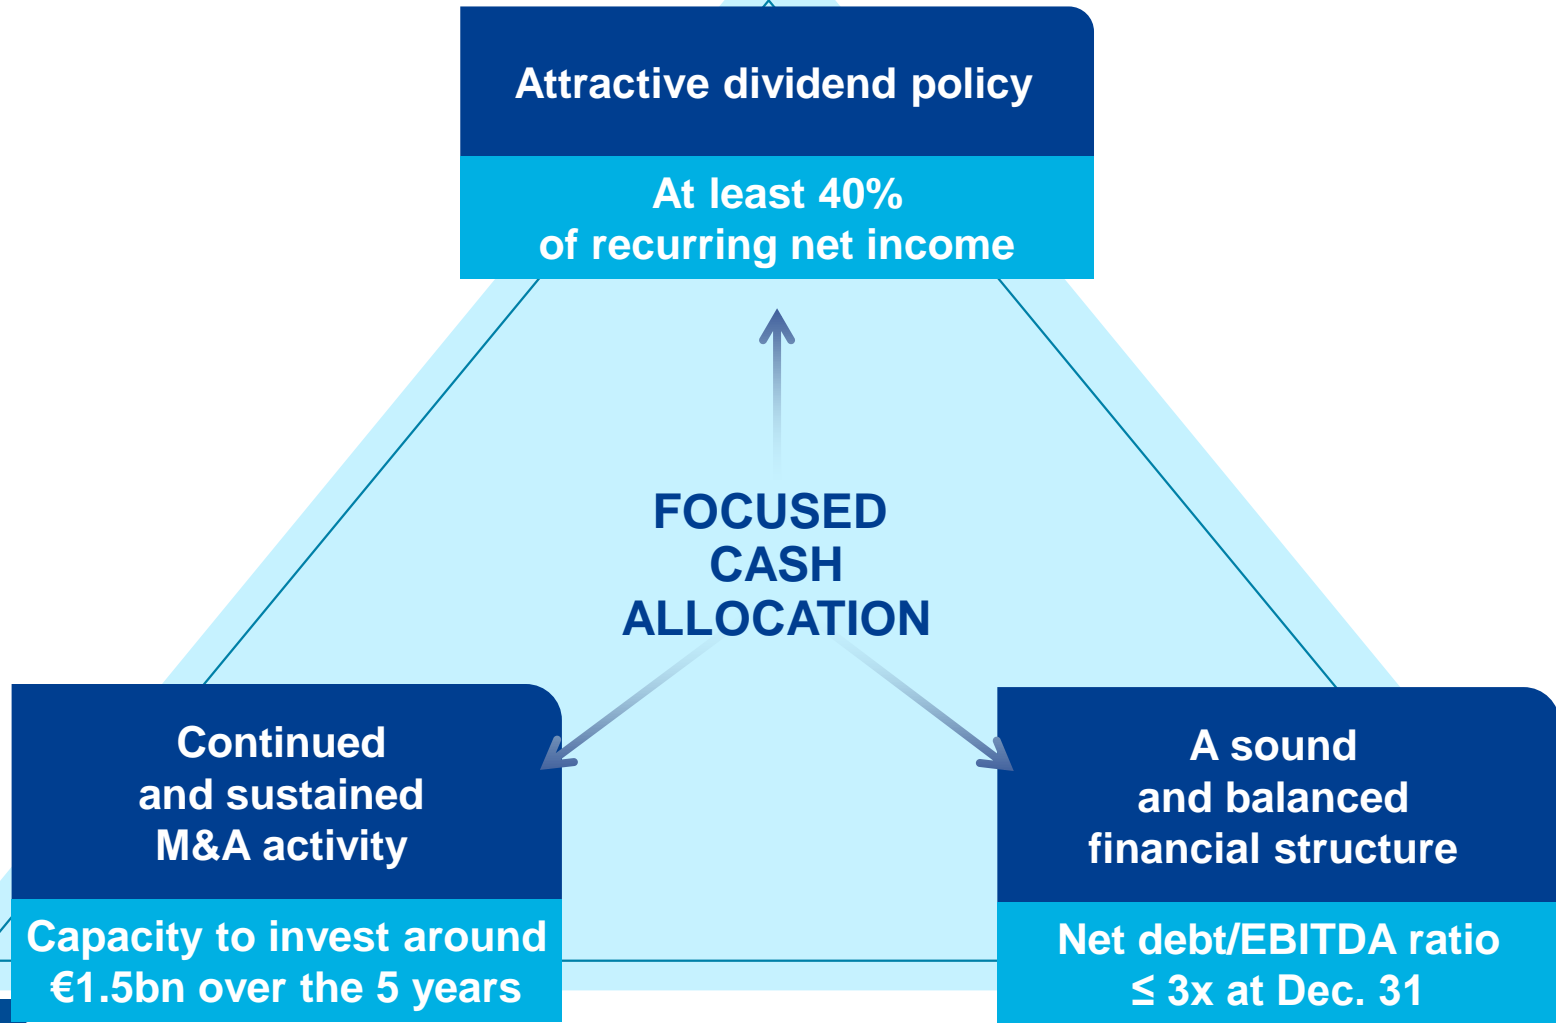 Attractive dividend policy
At least 40%
of recurring net income
FOCUSED
CASH
ALLOCATION
Continued
and sustained
M&A activity
Capacity to invest around
€1.5bn over the 5 years
A sound
and balanced
financial structure
Net debt/EBITDA ratio
≤ 3x at Dec. 31